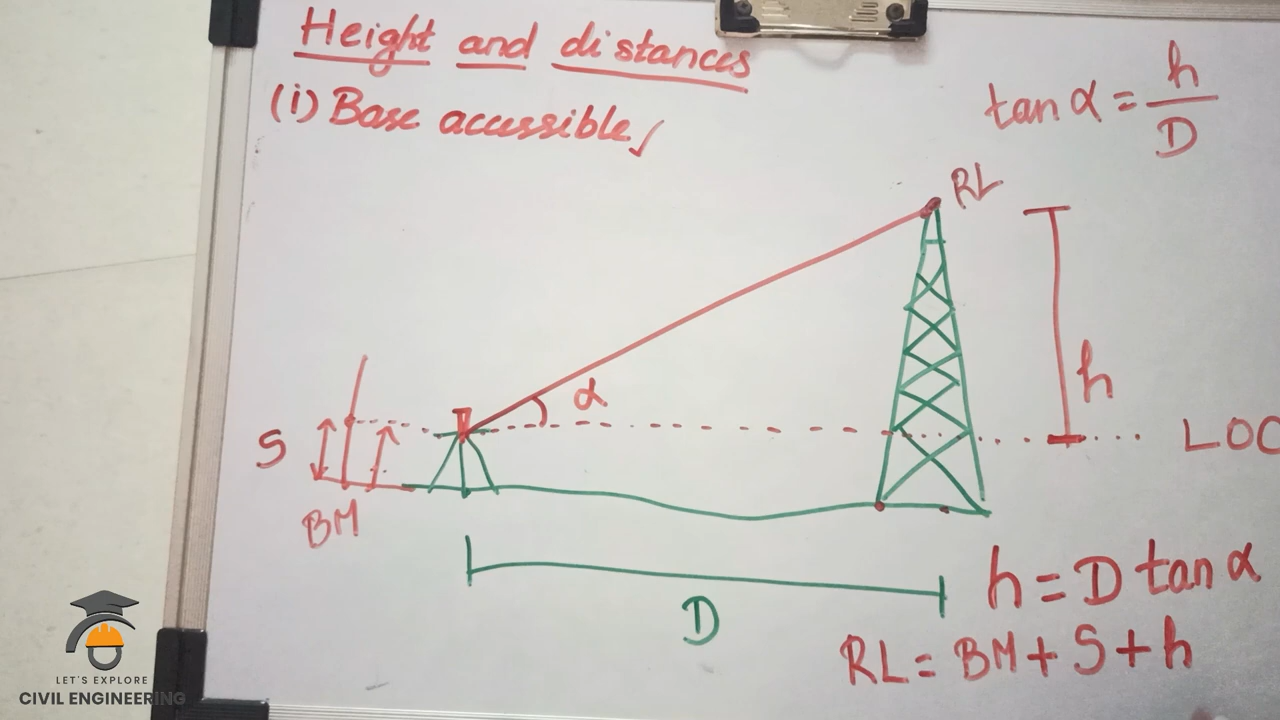 Height and distances
(i) Base accessible
tan α = h/D
RL
h
α
S
LOC
BM
D
h = D tan α
RL = BM + S + h
LET'S EXPLORE
CIVIL ENGINEERING